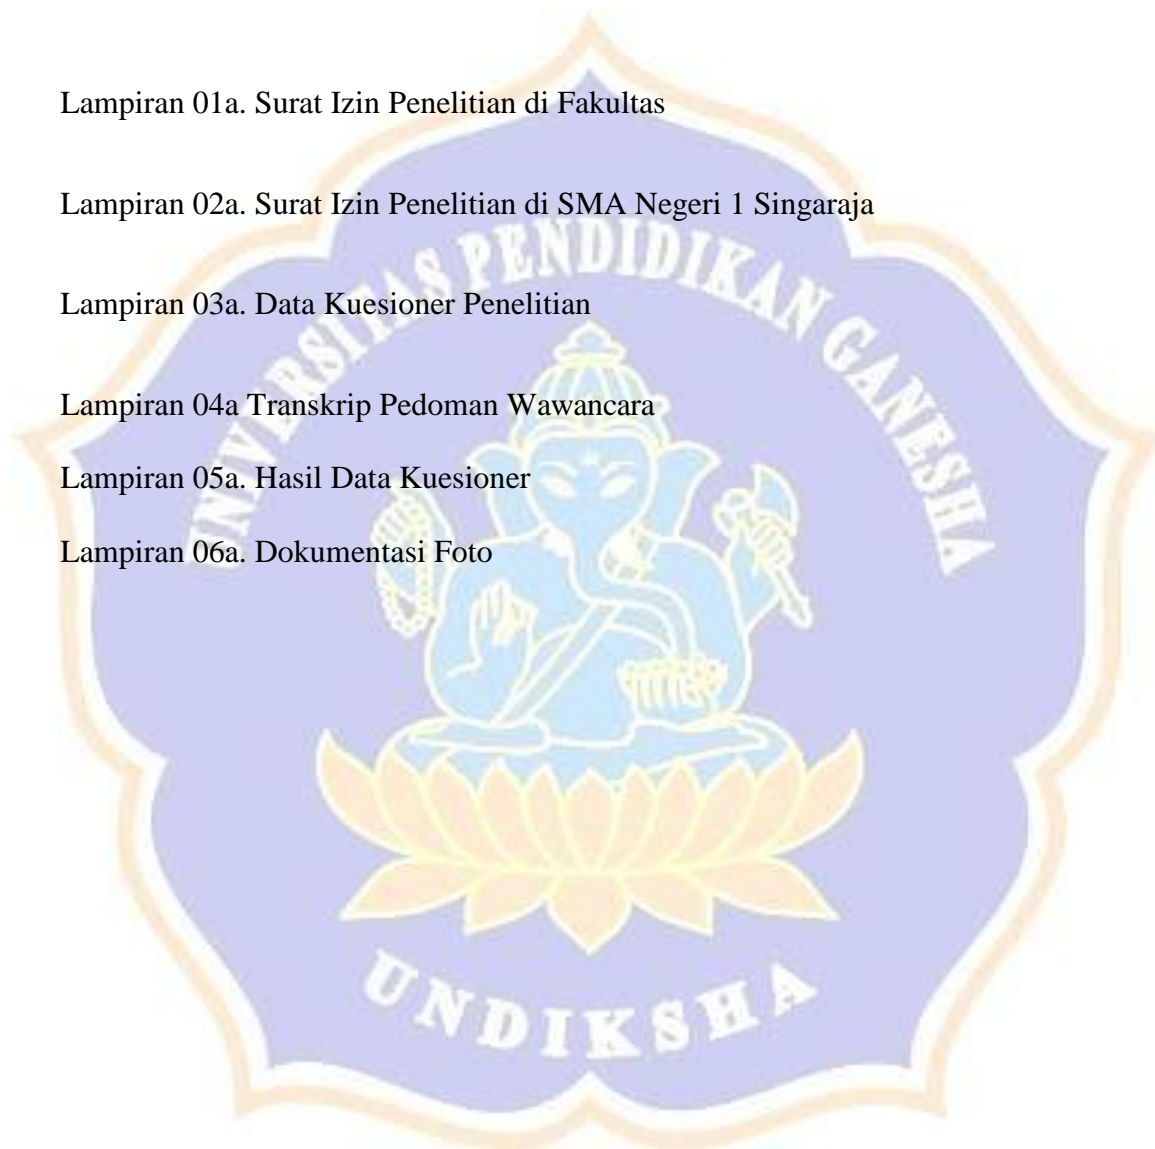 Lampiran 01a. Surat Izin Penelitian di Fakultas
Lampiran 02a. Surat Izin Penelitian di SMA Negeri 1 Singaraja
Lampiran 03a. Data Kuesioner Penelitian
Lampiran 04a Transkrip Pedoman Wawancara
Lampiran 05a. Hasil Data Kuesioner
Lampiran 06a. Dokumentasi Foto
UNIVERSITAS PENDIDIKAN GANESHA
UNDIKSHA